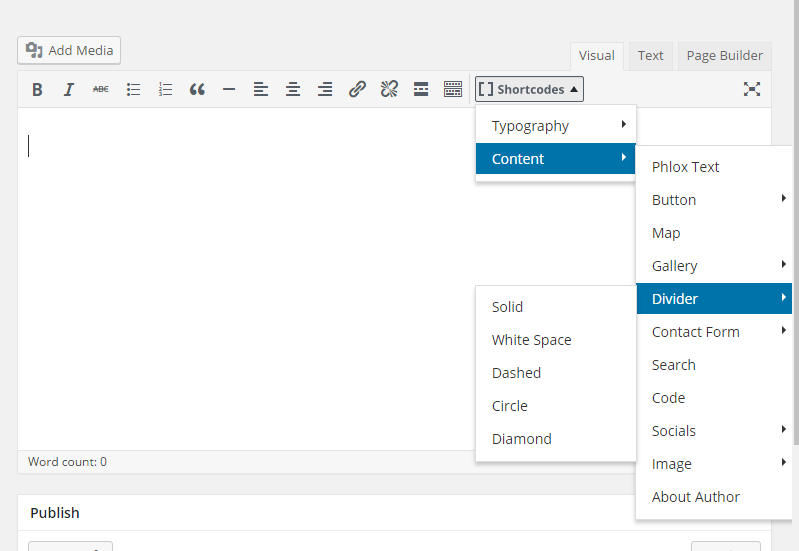 Add Media
Visual Text Page Builder
B I ABC Shortcodes
Typography
Content
Phlox Text
Button
Map
Gallery
Divider
Contact Form
Search
Code
Socials
Image
About Author
Solid
White Space
Dashed
Circle
Diamond
Word count: 0
Publish